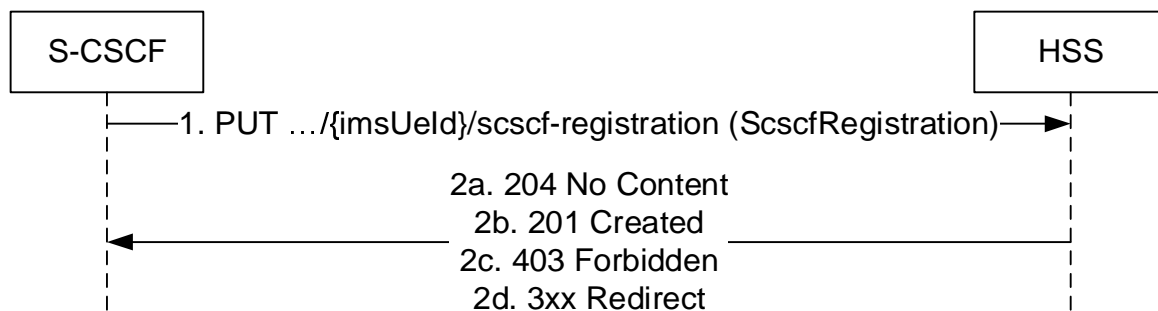 S-CSCF
HSS
1. PUT …/{imsUeId}/scscf-registration (ScscfRegistration)
2a. 204 No Content
2b. 201 Created
2c. 403 Forbidden
2d. 3xx Redirect